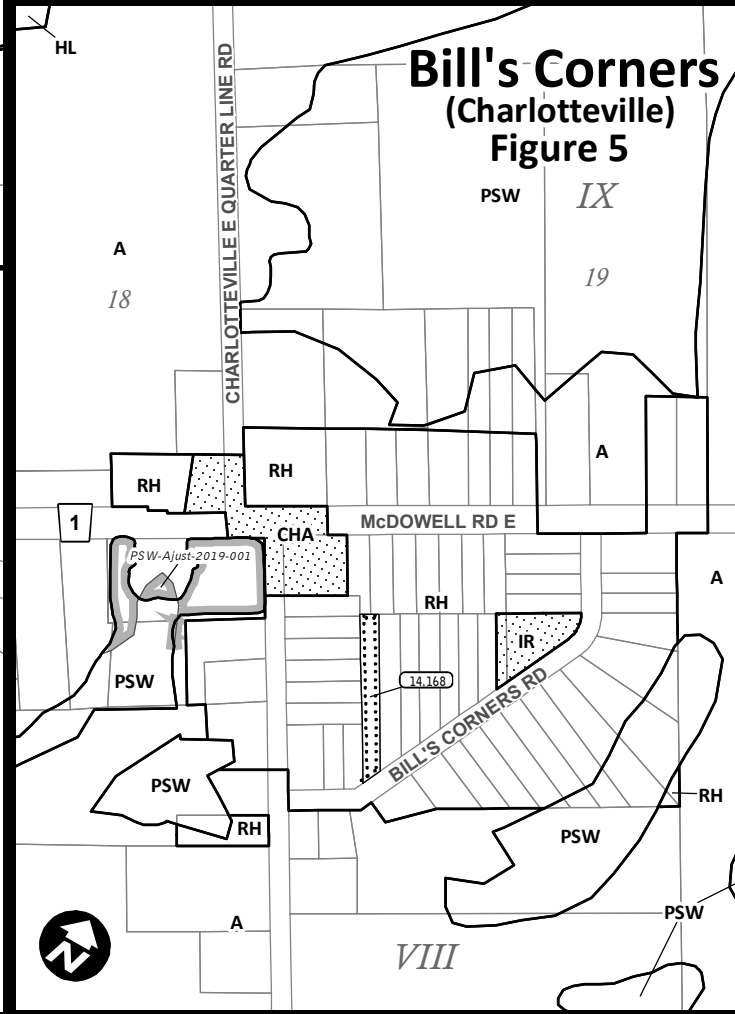 HL
Bill's Corners
(Charlotteville)
Figure 5
CHARLOTTEVILLE E QUARTER LINE RD
PSW
IX
A
18
19
A
RH
RH
1
CHA
McDOWELL RD E
PSW-Ajust-2019-001
A
RH
IR
PSW
14.168
BILL'S CORNERS RD
PSW
RH
RH
PSW
A
PSW
VIII
N